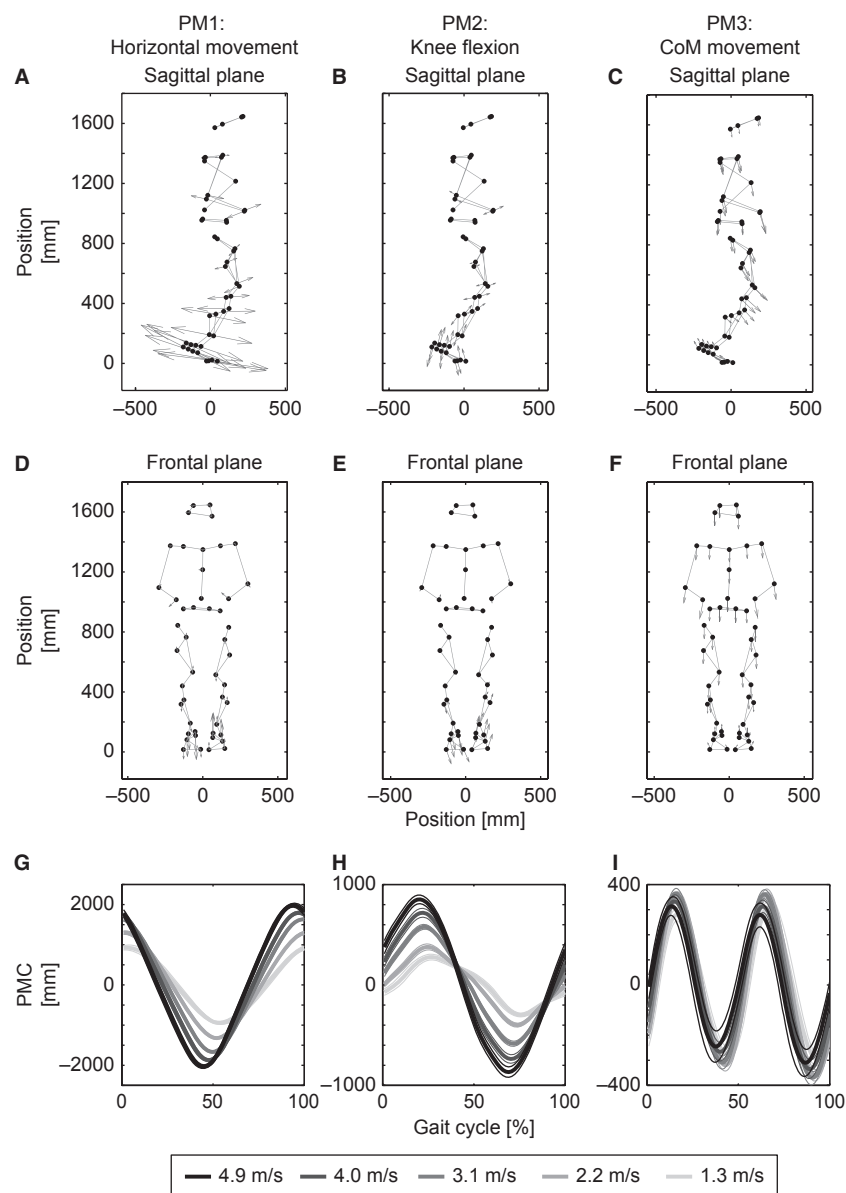 PM1:
Horizontal movement
PM2:
Knee flexion
PM3:
CoM movement
A
Sagittal plane
B
Sagittal plane
C
Sagittal plane
Position
[mm]
1600
1200
800
400
0
–500
0
500
–500
0
500
–500
0
500
D
Frontal plane
E
Frontal plane
F
Frontal plane
Position
[mm]
1600
1200
800
400
0
–500
0
500
–500
0
500
–500
0
500
Position [mm]
G
H
I
PMC
[mm]
2000
0
–2000
1000
0
–1000
400
0
–400
0
50
100
0
50
100
0
50
100
Gait cycle [%]
4.9 m/s
4.0 m/s
3.1 m/s
2.2 m/s
1.3 m/s